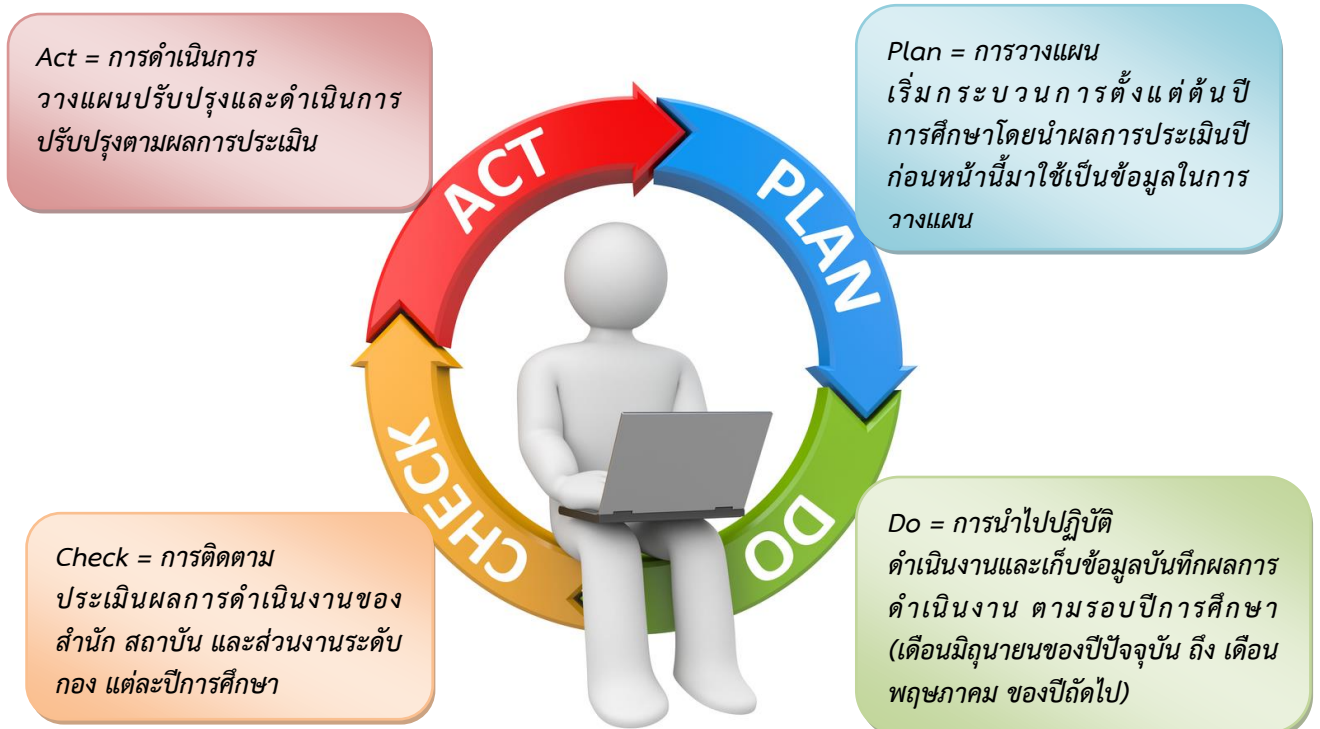 Act = การดำเนินการ
วางแผนปรับปรุงและดำเนินการ
ปรับปรุงตามผลการประเมิน
Plan = การวางแผน
เริ่มกระบวนการตั้งแต่ต้นปี
การศึกษาโดยนำผลการประเมินปี
ก่อนหน้านี้มาใช้เป็นข้อมูลในการ
วางแผน
ACT
PLAN
CHECK
DO
Check = การติดตาม
ประเมินผลการดำเนินงานของ
สำนัก สถาบัน และส่วนงานระดับ
กอง แต่ละปีการศึกษา
Do = การนำไปปฏิบัติ
ดำเนินงานและเก็บข้อมูลบันทึกผลการ
ดำเนินงาน ตามรอบปีการศึกษา
(เดือนมิถุนายนของปีปัจจุบัน ถึง เดือน
พฤษภาคม ของปีถัดไป)